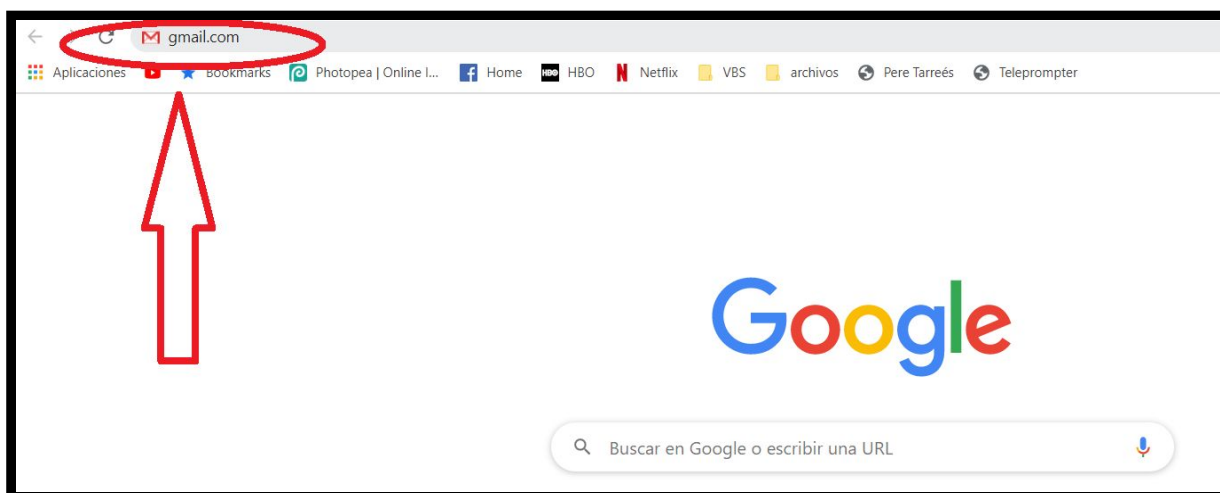 gmail.com
Aplicaciones Bookmarks Photopea | Online I... Home HBO HBO Netflix VBS archivos Pere Tarreés Teleprompter
Google
Buscar en Google o escribir una URL